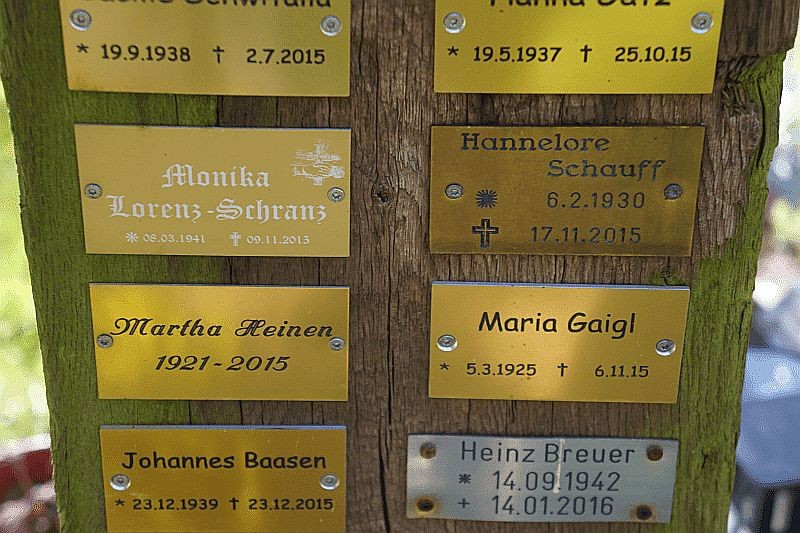 * 19.9.1938 † 2.7.2015
* 19.5.1937 † 25.10.15
Monika
Lorenz-Schranz
* 08.03.1941 † 09.11.2015
Hannelore
Schauff
* 6.2.1930
† 17.11.2015
Martha Heinen
1921-2015
Maria Gaigl
* 5.3.1925 † 6.11.15
Johannes Baasen
* 23.12.1939 † 23.12.2015
Heinz Breuer
* 14.09.1942
+ 14.01.2016